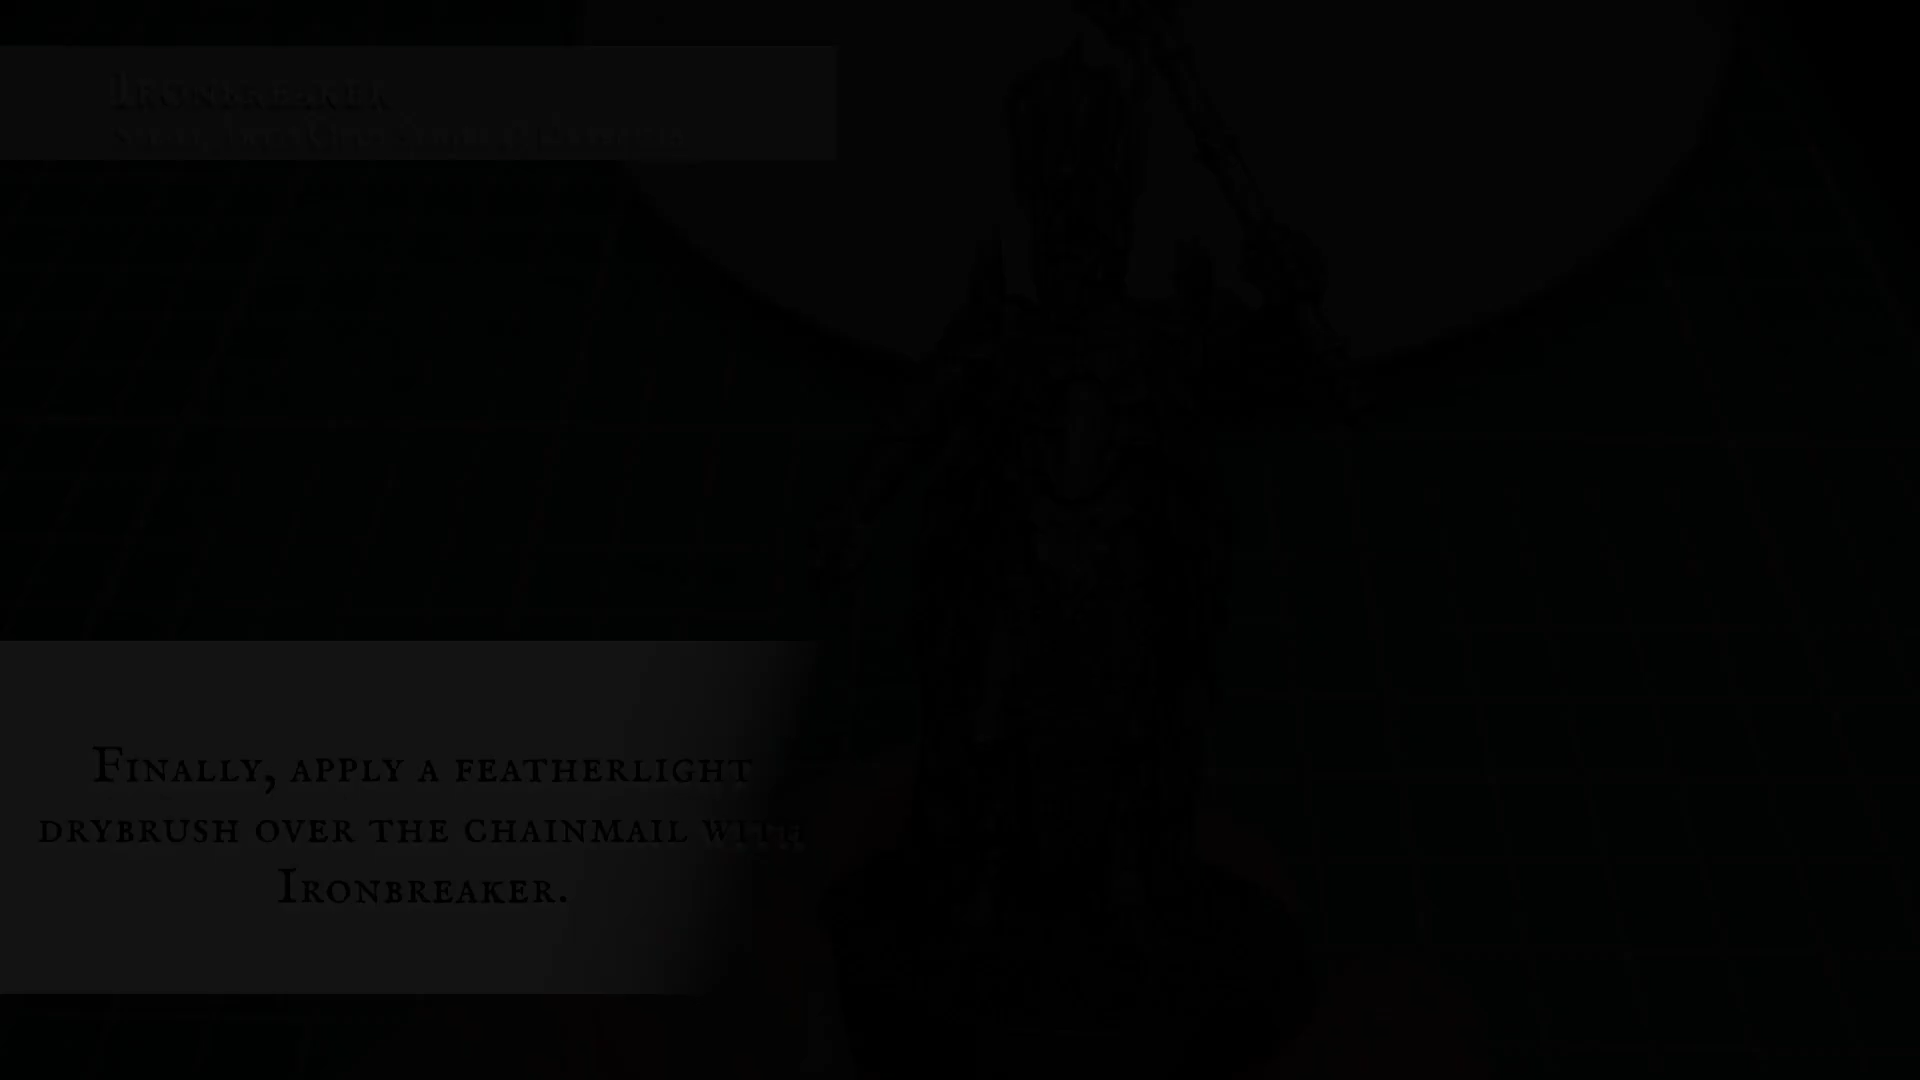 Ironbreaker
Finally, apply a featherlight
drybrush over the chainmail with
Ironbreaker.